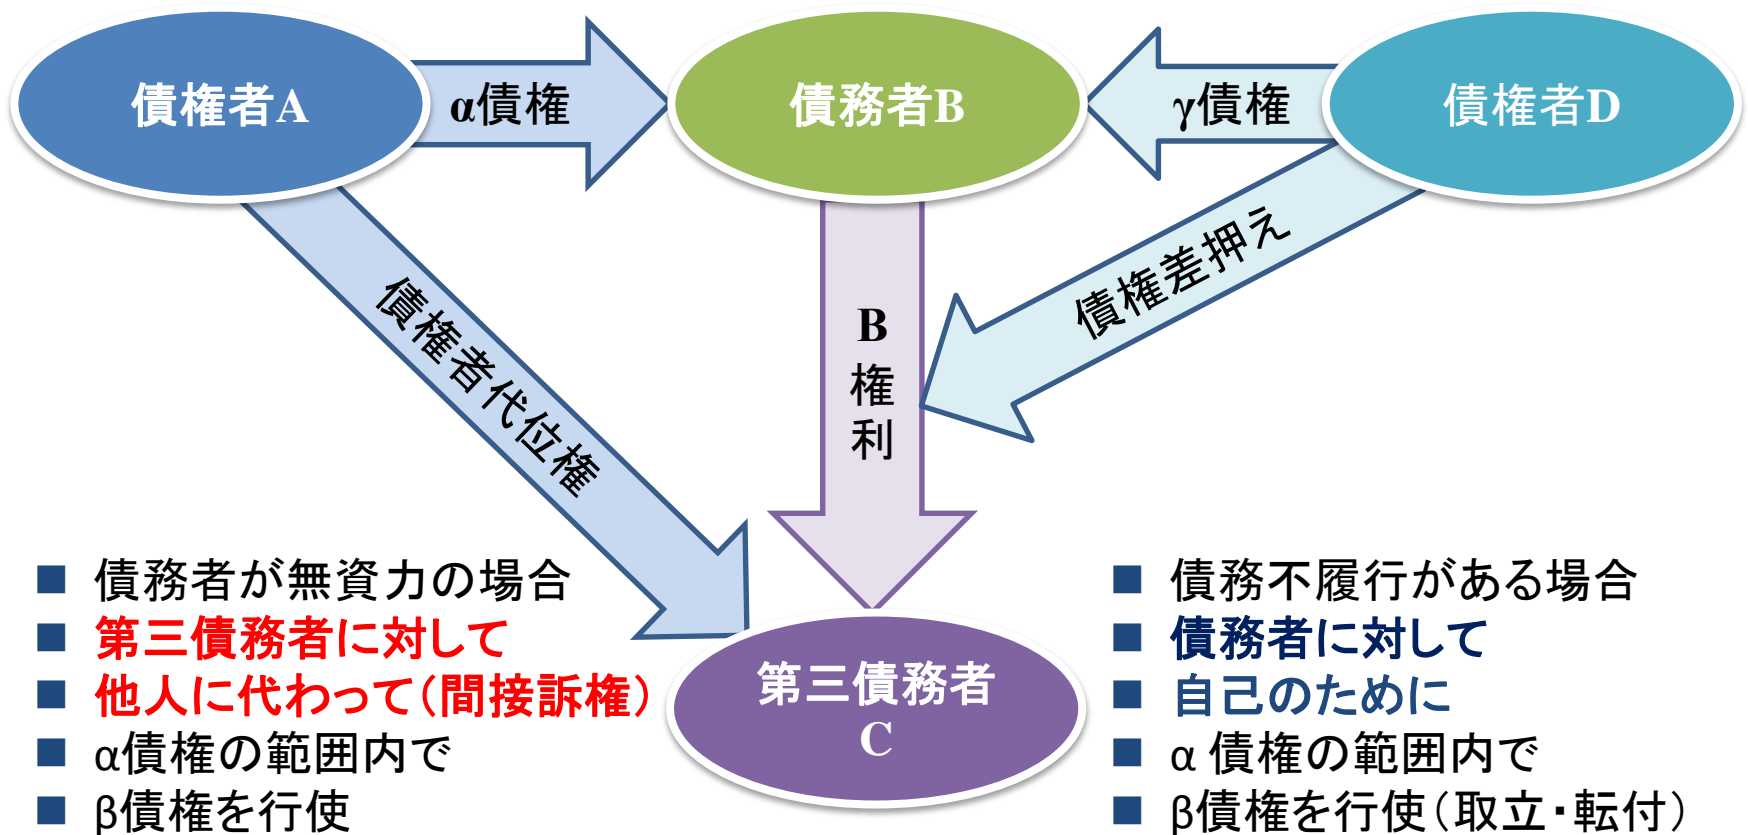 債権者A
α債権
債務者B
γ債権
債権者D
債権者代位権
B
権
利
債権差押え
■ 債務者が無資力の場合
■ 第三債務者に対して
■ 他人に代わって(間接訴権)
■ α債権の範囲内で
■ β債権を行使
第三債務者
C
■ 債務不履行がある場合
■ 債務者に対して
■ 自己のために
■ α 債権の範囲内で
■ β債権を行使(取立・転付)